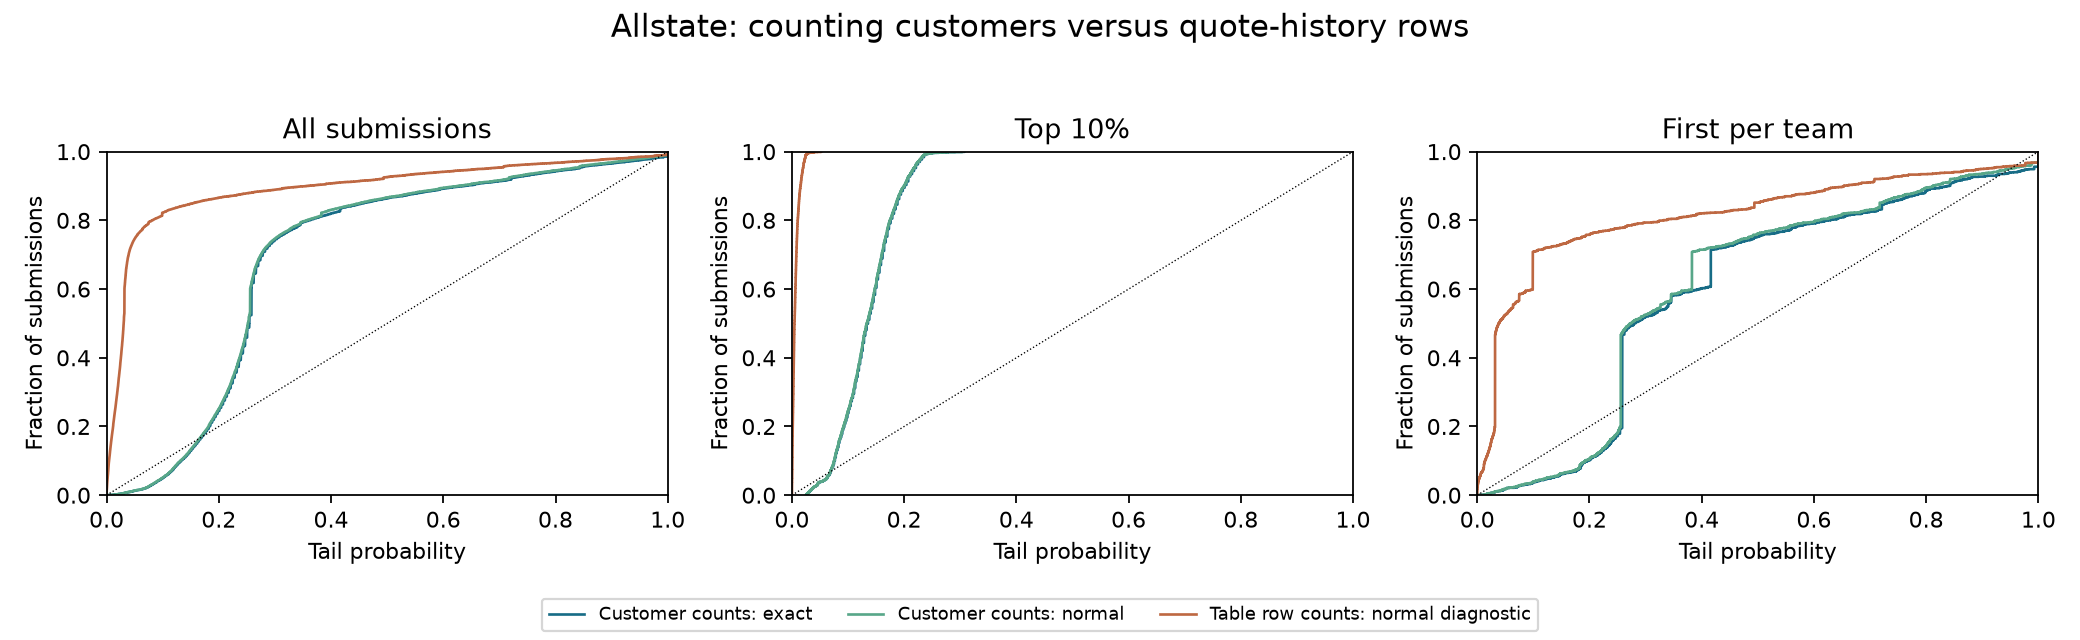 Allstate: counting customers versus quote-history rows
All submissions
Fraction of submissions
1.0
0.8
0.6
0.4
0.2
0.0
0.0 0.2 0.4 0.6 0.8 1.0
Tail probability
Top 10%
Fraction of submissions
1.0
0.8
0.6
0.4
0.2
0.0
0.0 0.2 0.4 0.6 0.8 1.0
Tail probability
First per team
Fraction of submissions
1.0
0.8
0.6
0.4
0.2
0.0
0.0 0.2 0.4 0.6 0.8 1.0
Tail probability
Customer counts: exact Customer counts: normal Table row counts: normal diagnostic